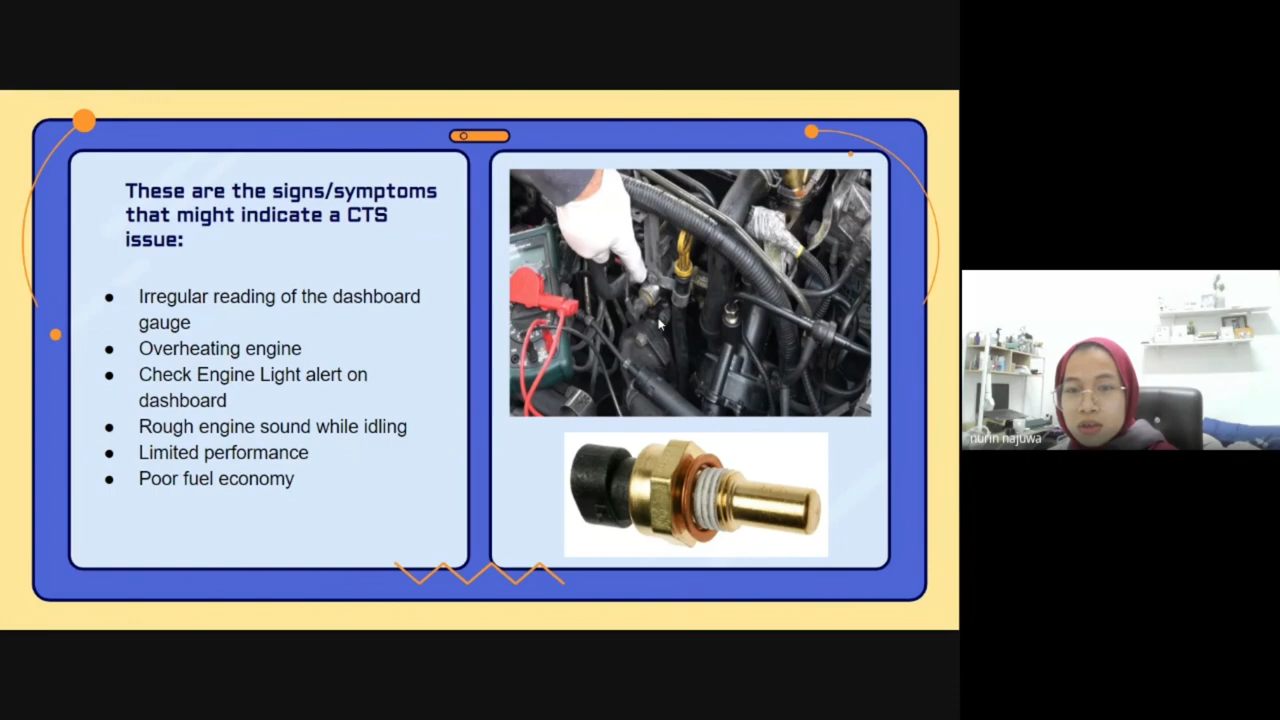 These are the signs/symptoms
that might indicate a CTS
issue:
● Irregular reading of the dashboard
gauge
● Overheating engine
● Check Engine Light alert on
dashboard
● Rough engine sound while idling
● Limited performance
● Poor fuel economy
nurin najuwa